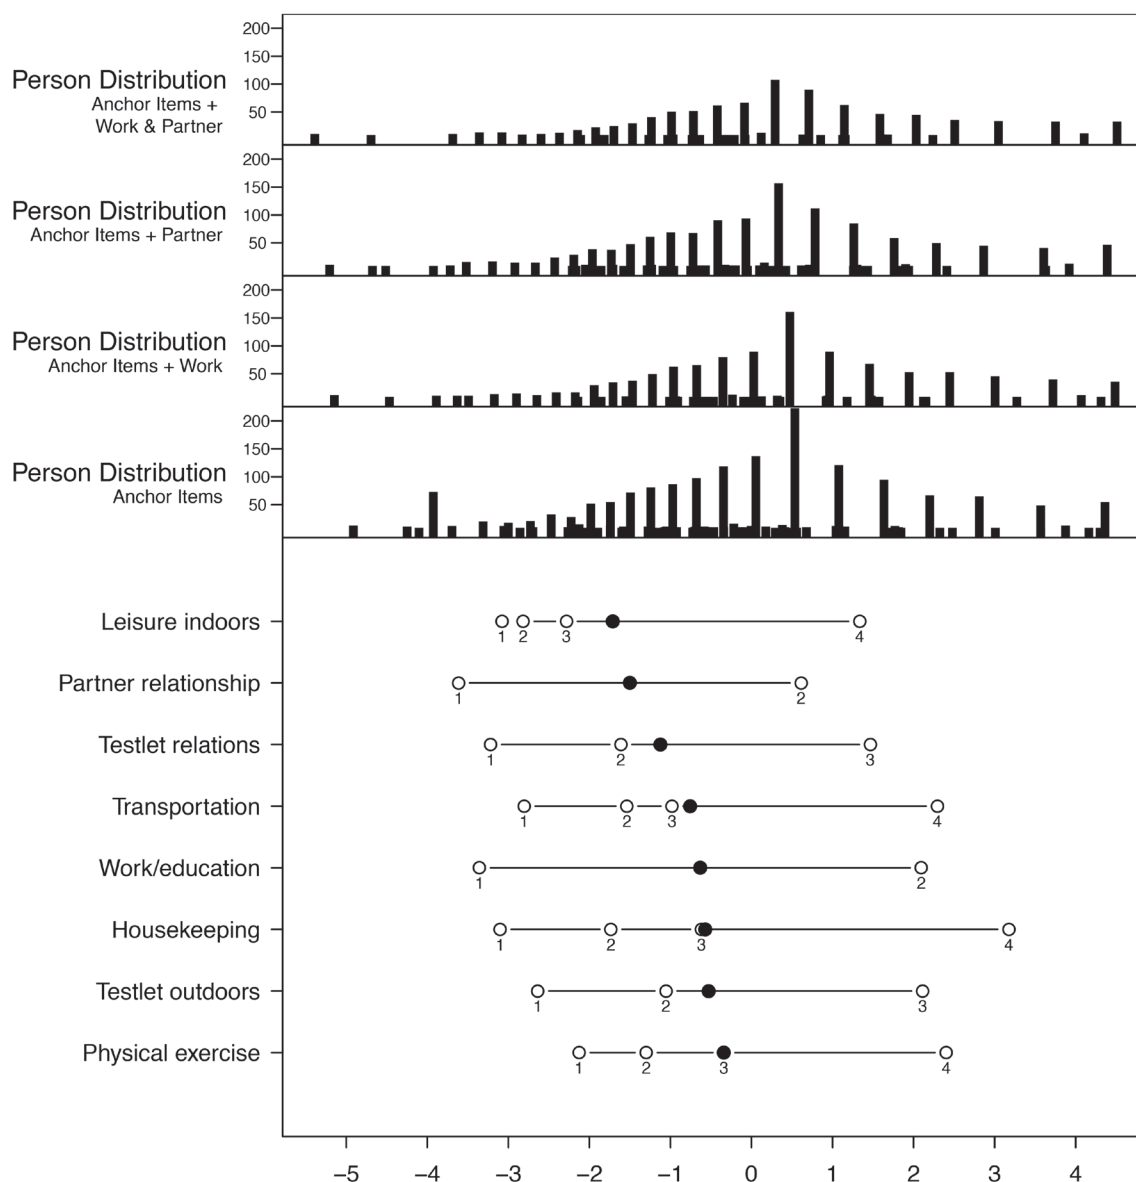 200
150
100
50
Person Distribution
Anchor Items +
Work & Partner
200
150
100
50
Person Distribution
Anchor Items + Partner
200
150
100
50
Person Distribution
Anchor Items + Work
200
150
100
50
Person Distribution
Anchor Items
Leisure indoors
1 2 3 4
Partner relationship
1 2
Testlet relations
1 2 3
Transportation
1 2 3 4
Work/education
1 2
Housekeeping
1 2 3 4
Testlet outdoors
1 2 3
Physical exercise
1 2 3 4
−5 −4 −3 −2 −1 0 1 2 3 4